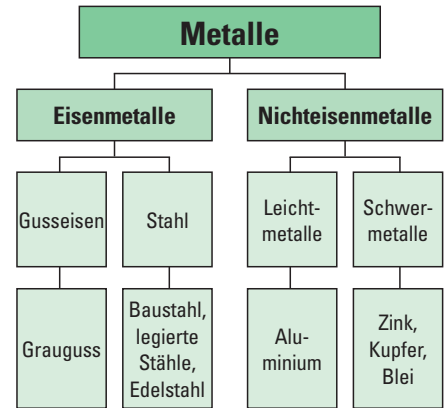 Metalle
Eisenmetalle
Nichteisenmetalle
Gusseisen
Stahl
Leicht-
metalle
Schwer-
metalle
Grauguss
Baustahl,
legierte
Stähle,
Edelstahl
Alu-
minium
Zink,
Kupfer,
Blei